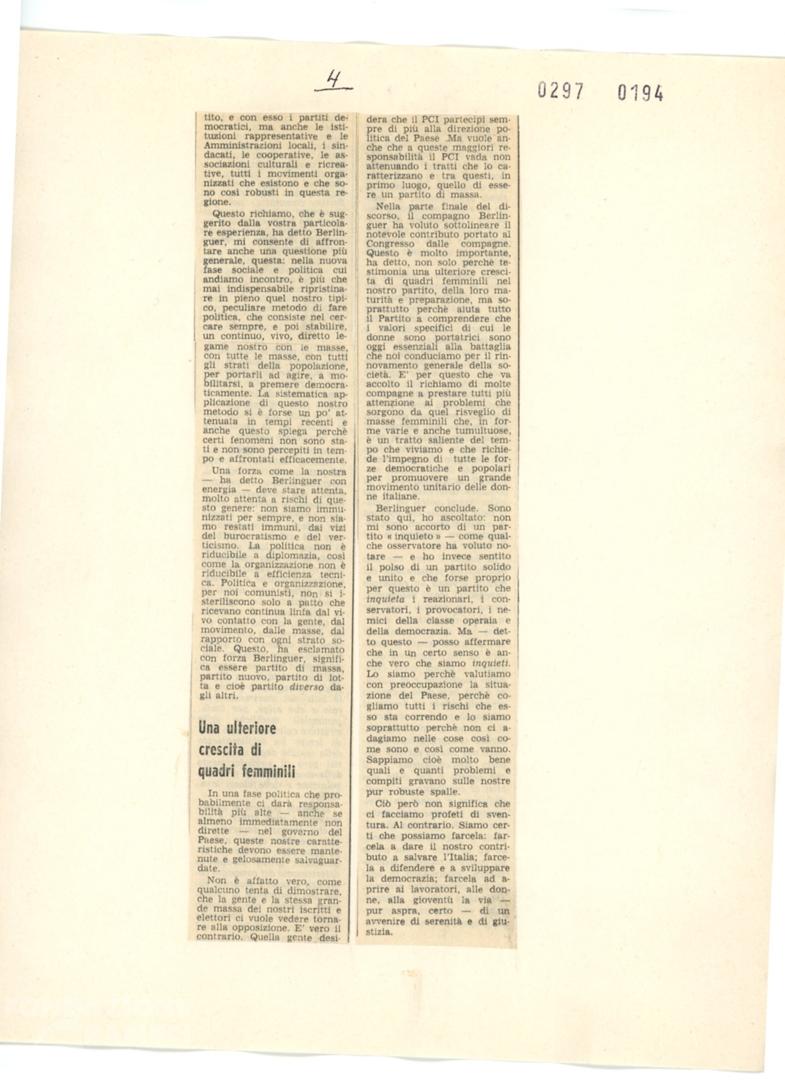 4
0297 0194
tito, e con esso i partiti de-
mocratici, ma anche le isti-
tuzioni rappresentative e le
Amministrazioni locali, i sin-
dacati, le cooperative, le as-
sociazioni culturali e ricrea-
tive, tutti i movimenti orga-
nizzati che esistono e che so-
no così robusti in questa re-
gione.
Questo richiamo, che è sug-
gerito dalla vostra particola-
re esperienza, ha detto Berlin-
guer, mi consente di affron-
tare anche una questione più
generale, questa: nella nuova
fase sociale e politica cui
andiamo incontro, è più che
mai indispensabile ripristina-
re in pieno quel nostro tipi-
co, peculiare metodo di fare
politica, che consiste nel cer-
care sempre, e poi stabilire,
un continuo, vivo, diretto le-
game nostro con le masse,
con tutte le masse, con tutti
gli strati della popolazione,
per portarli ad agire, a mo-
bilitarsi, a premere democra-
ticamente. La sistematica ap-
plicazione di questo nostro
metodo si è forse un po' at-
tenuata in tempi recenti e
anche questo spiega perchè
certi fenomeni non sono sta-
ti e non sono percepiti in tem-
po e affrontati efficacemente.
Una forza come la nostra
— ha detto Berlinguer con
energia — deve stare attenta,
molto attenta a rischi di que-
sto genere: non siamo immu-
nizzati per sempre, e non sia-
mo restati immuni, dai vizi
del burocratismo e del ver-
ticismo. La politica non è
riducibile a diplomazia, così
come la organizzazione non è
riducibile a efficienza tecni-
ca. Politica e organizzazione,
per noi comunisti, non si i-
steriliscono solo a patto che
ricevano continua linfa dal vi-
vo contatto con la gente, dal
movimento, dalle masse, dal
rapporto con ogni strato so-
ciale. Questo, ha esclamato
con forza Berlinguer, signifi-
ca essere partito di massa,
partito nuovo, partito di lot-
ta e cioè partito diverso da-
gli altri.
Una ulteriore
crescita di
quadri femminili
In una fase politica che pro-
babilmente ci darà responsa-
bilità più alte — anche se
almeno immediatamente non
dirette — nel governo del
Paese, queste nostre caratte-
ristiche devono essere mante-
nute e gelosamente salvaguar-
date.
Non è affatto vero, come
qualcuno tenta di dimostrare,
che la gente e la stessa gran-
de massa dei nostri iscritti e
elettori ci vuole vedere torna-
re alla opposizione. E' vero il
contrario. Quella gente desi-
dera che il PCI partecipi sem-
pre di più alla direzione po-
litica del Paese .Ma vuole an-
che che a queste maggiori re-
sponsabilità il PCI vada non
attenuando i tratti che lo ca-
ratterizzano e tra questi, in
primo luogo, quello di esse-
re un partito di massa.
Nella parte finale del di-
scorso, il compagno Berlin-
guer ha voluto sottolineare il
notevole contributo portato al
Congresso dalle compagne.
Questo è molto importante,
ha detto, non solo perchè te-
stimonia una ulteriore cresci-
ta di quadri femminili nel
nostro partito, della loro ma-
turità e preparazione, ma so-
prattutto perchè aiuta tutto
il Partito a comprendere che
i valori specifici di cui le
donne sono portatrici sono
oggi essenziali alla battaglia
che noi conduciamo per il rin-
novamento generale della so-
cietà. E' per questo che va
accolto il richiamo di molte
compagne a prestare tutti più
attenzione ai problemi che
sorgono da quel risveglio di
masse femminili che, in for-
me varie e anche tumultuose,
è un tratto saliente del tem-
po che viviamo e che richie-
de l'impegno di tutte le for-
ze democratiche e popolari
per promuovere un grande
movimento unitario delle don-
ne italiane.
Berlinguer conclude. Sono
stato qui, ho ascoltato: non
mi sono accorto di un par-
tito « inquieto » — come qual-
che osservatore ha voluto no-
tare — e ho invece sentito
il polso di un partito solido
e unito e che forse proprio
per questo è un partito che
inquieta i reazionari, i con-
servatori, i provocatori, i ne-
mici della classe operaia e
della democrazia. Ma — det-
to questo — posso affermare
che in un certo senso è an-
che vero che siamo inquieti.
Lo siamo perchè valutiamo
con preoccupazione la situa-
zione del Paese, perchè co-
gliamo tutti i rischi che es-
so sta correndo e lo siamo
soprattutto perchè non ci a-
dagiamo nelle cose così co-
me sono e così come vanno.
Sappiamo cioè molto bene
quali e quanti problemi e
compiti gravano sulle nostre
pur robuste spalle.
Ciò però non significa che
ci facciamo profeti di sven-
tura. Al contrario. Siamo cer-
ti che possiamo farcela: far-
cela a dare il nostro contri-
buto a salvare l'Italia; farce-
la a difendere e a sviluppare
la democrazia; farcela ad a-
prire ai lavoratori, alle don-
ne, alla gioventù la via —
pur aspra, certo — di un
avvenire di serenità e di giu-
stizia.